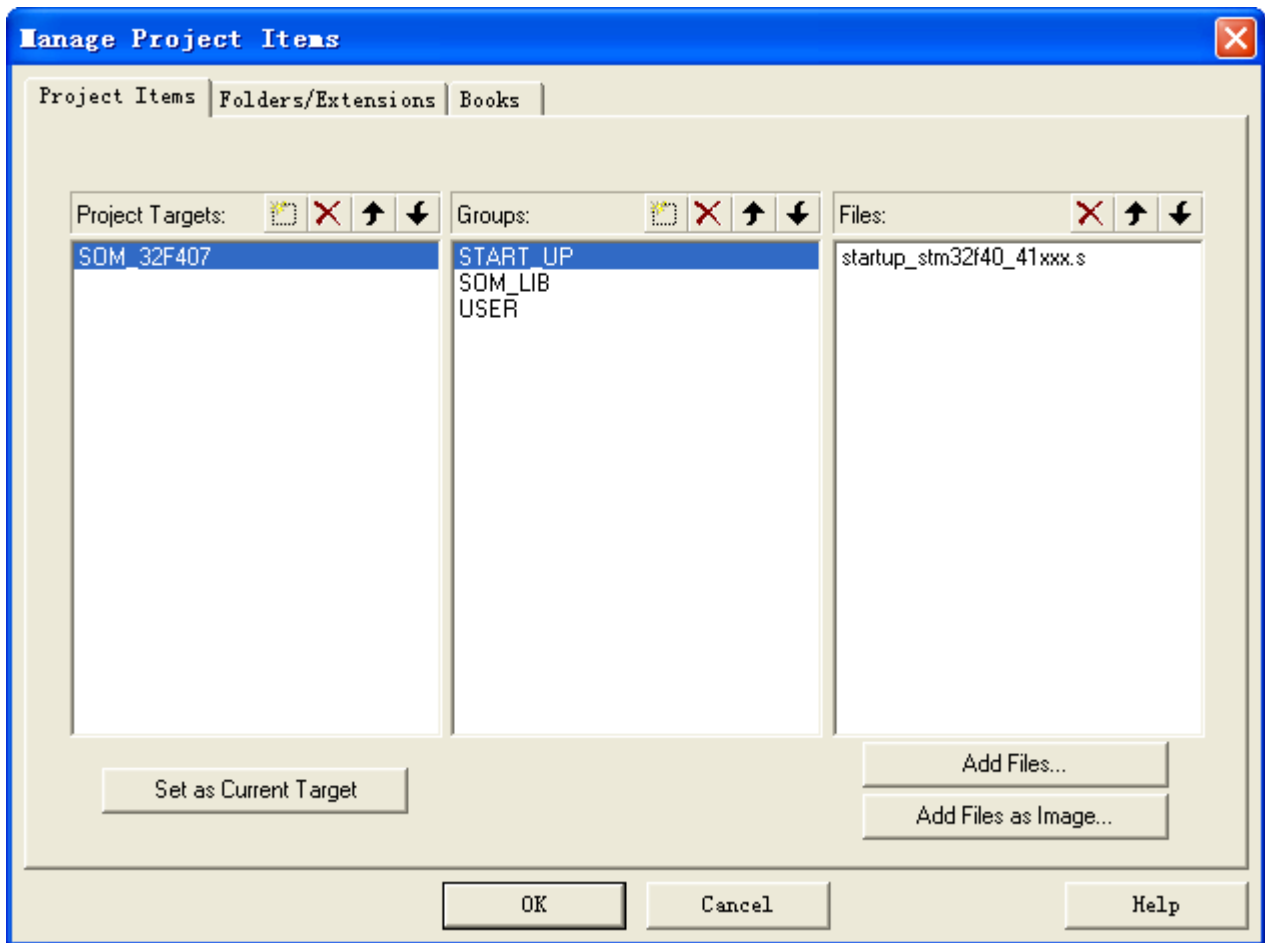 Manage Project Items
Project Items Folders/Extensions Books
Project Targets: Groups: Files:
SOM_32F407 START_UP startup_stm32f40_41xxx.s
SOM_LIB
USER
Add Files...
Set as Current Target
Add Files as Image...
OK Cancel Help